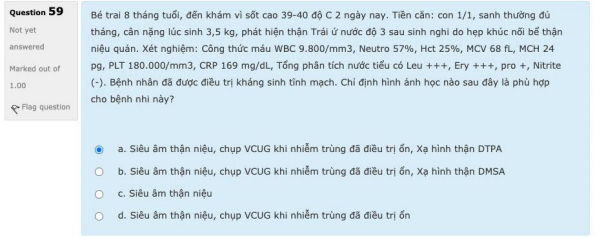 Question 59
Not yet
answered
Marked out of
1.00
Flag question
Bé trai 8 tháng tuổi, đến khám vì sốt cao 39-40 độ C 2 ngày nay. Tiền căn: con 1/1, sanh thường đủ
tháng, cân nặng lúc sinh 3,5 kg, phát hiện thận Trái ứ nước độ 3 sau sinh nghi do hẹp khúc nối bể thận
niệu quản. Xét nghiệm: Công thức máu WBC 9.800/mm3, Neutro 57%, Hct 25%, MCV 68 fL, MCH 24
pg, PLT 180.000/mm3, CRP 169 mg/dL, Tổng phân tích nước tiểu có Leu +++, Ery +++, pro +, Nitrite
(-). Bệnh nhân đã được điều trị kháng sinh tĩnh mạch. Chỉ định hình ảnh học nào sau đây là phù hợp
cho bệnh nhi này?
a. Siêu âm thận niệu, chụp VCUG khi nhiễm trùng đã điều trị ổn, Xạ hình thận DTPA
b. Siêu âm thận niệu, chụp VCUG khi nhiễm trùng đã điều trị ổn, Xạ hình thận DMSA
c. Siêu âm thận niệu
d. Siêu âm thận niệu, chụp VCUG khi nhiễm trùng đã điều trị ổn